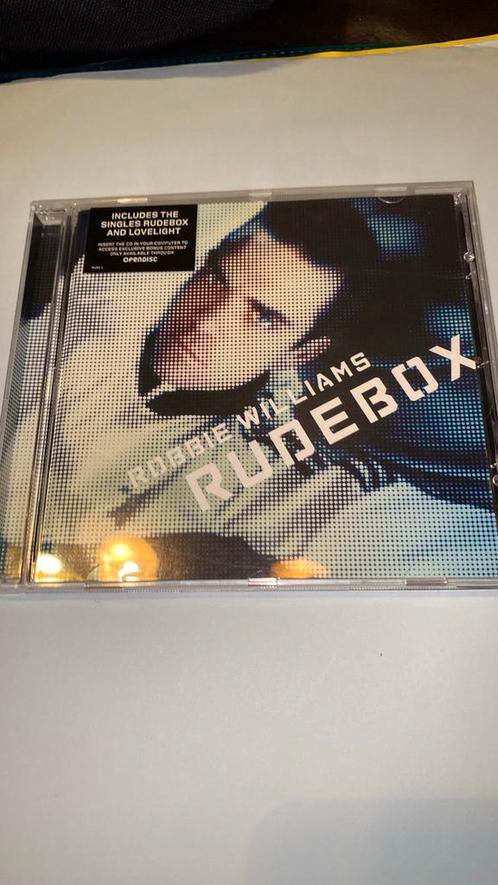 INCLUDES THE
SINGLES RUDEBOX
AND LOVELIGHT
INSERT THE CD IN YOUR COMPUTER TO
ACCESS EXCLUSIVE BONUS CONTENT
ONLY AVAILABLE THROUGH
OPENDISC
ROBBIE WILLIAMS
RUDEBOX